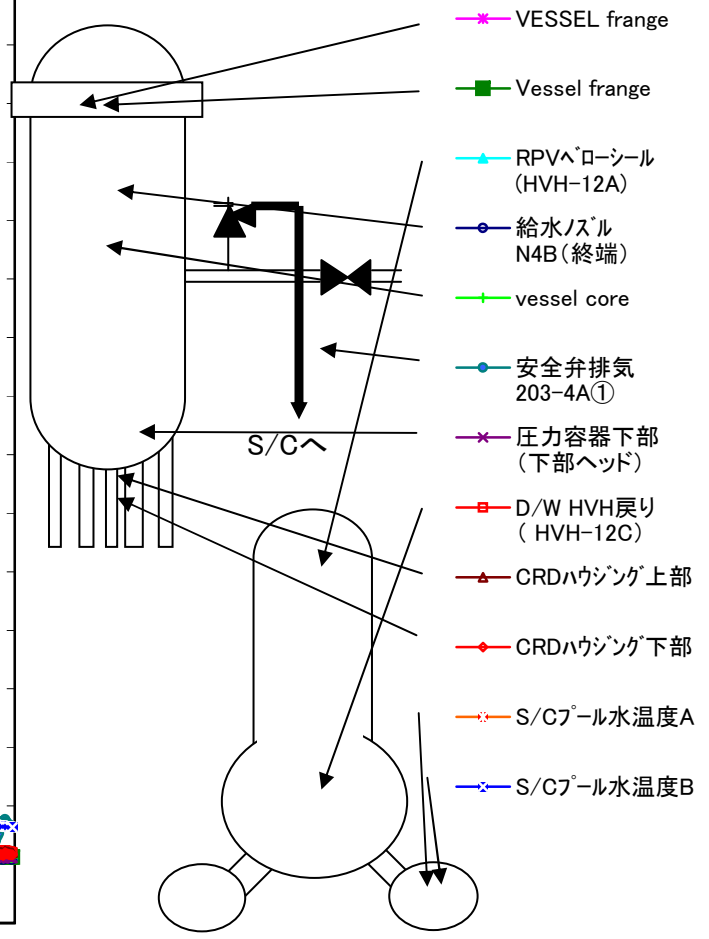 VESSEL frange
Vessel frange
RPVﾍﾞﾛｰｼｰﾙ
(HVH-12A)
給水ﾉｽﾞﾙ
N4B(終端)
vessel core
安全弁排気
203-4A①
圧力容器下部
(下部ヘッド)
D/W HVH戻り
( HVH-12C)
CRDﾊｳｼﾞﾝｸﾞ上部
CRDﾊｳｼﾞﾝｸﾞ下部
S/Cﾌﾟｰﾙ水温度A
S/Cﾌﾟｰﾙ水温度B
S/Cへ